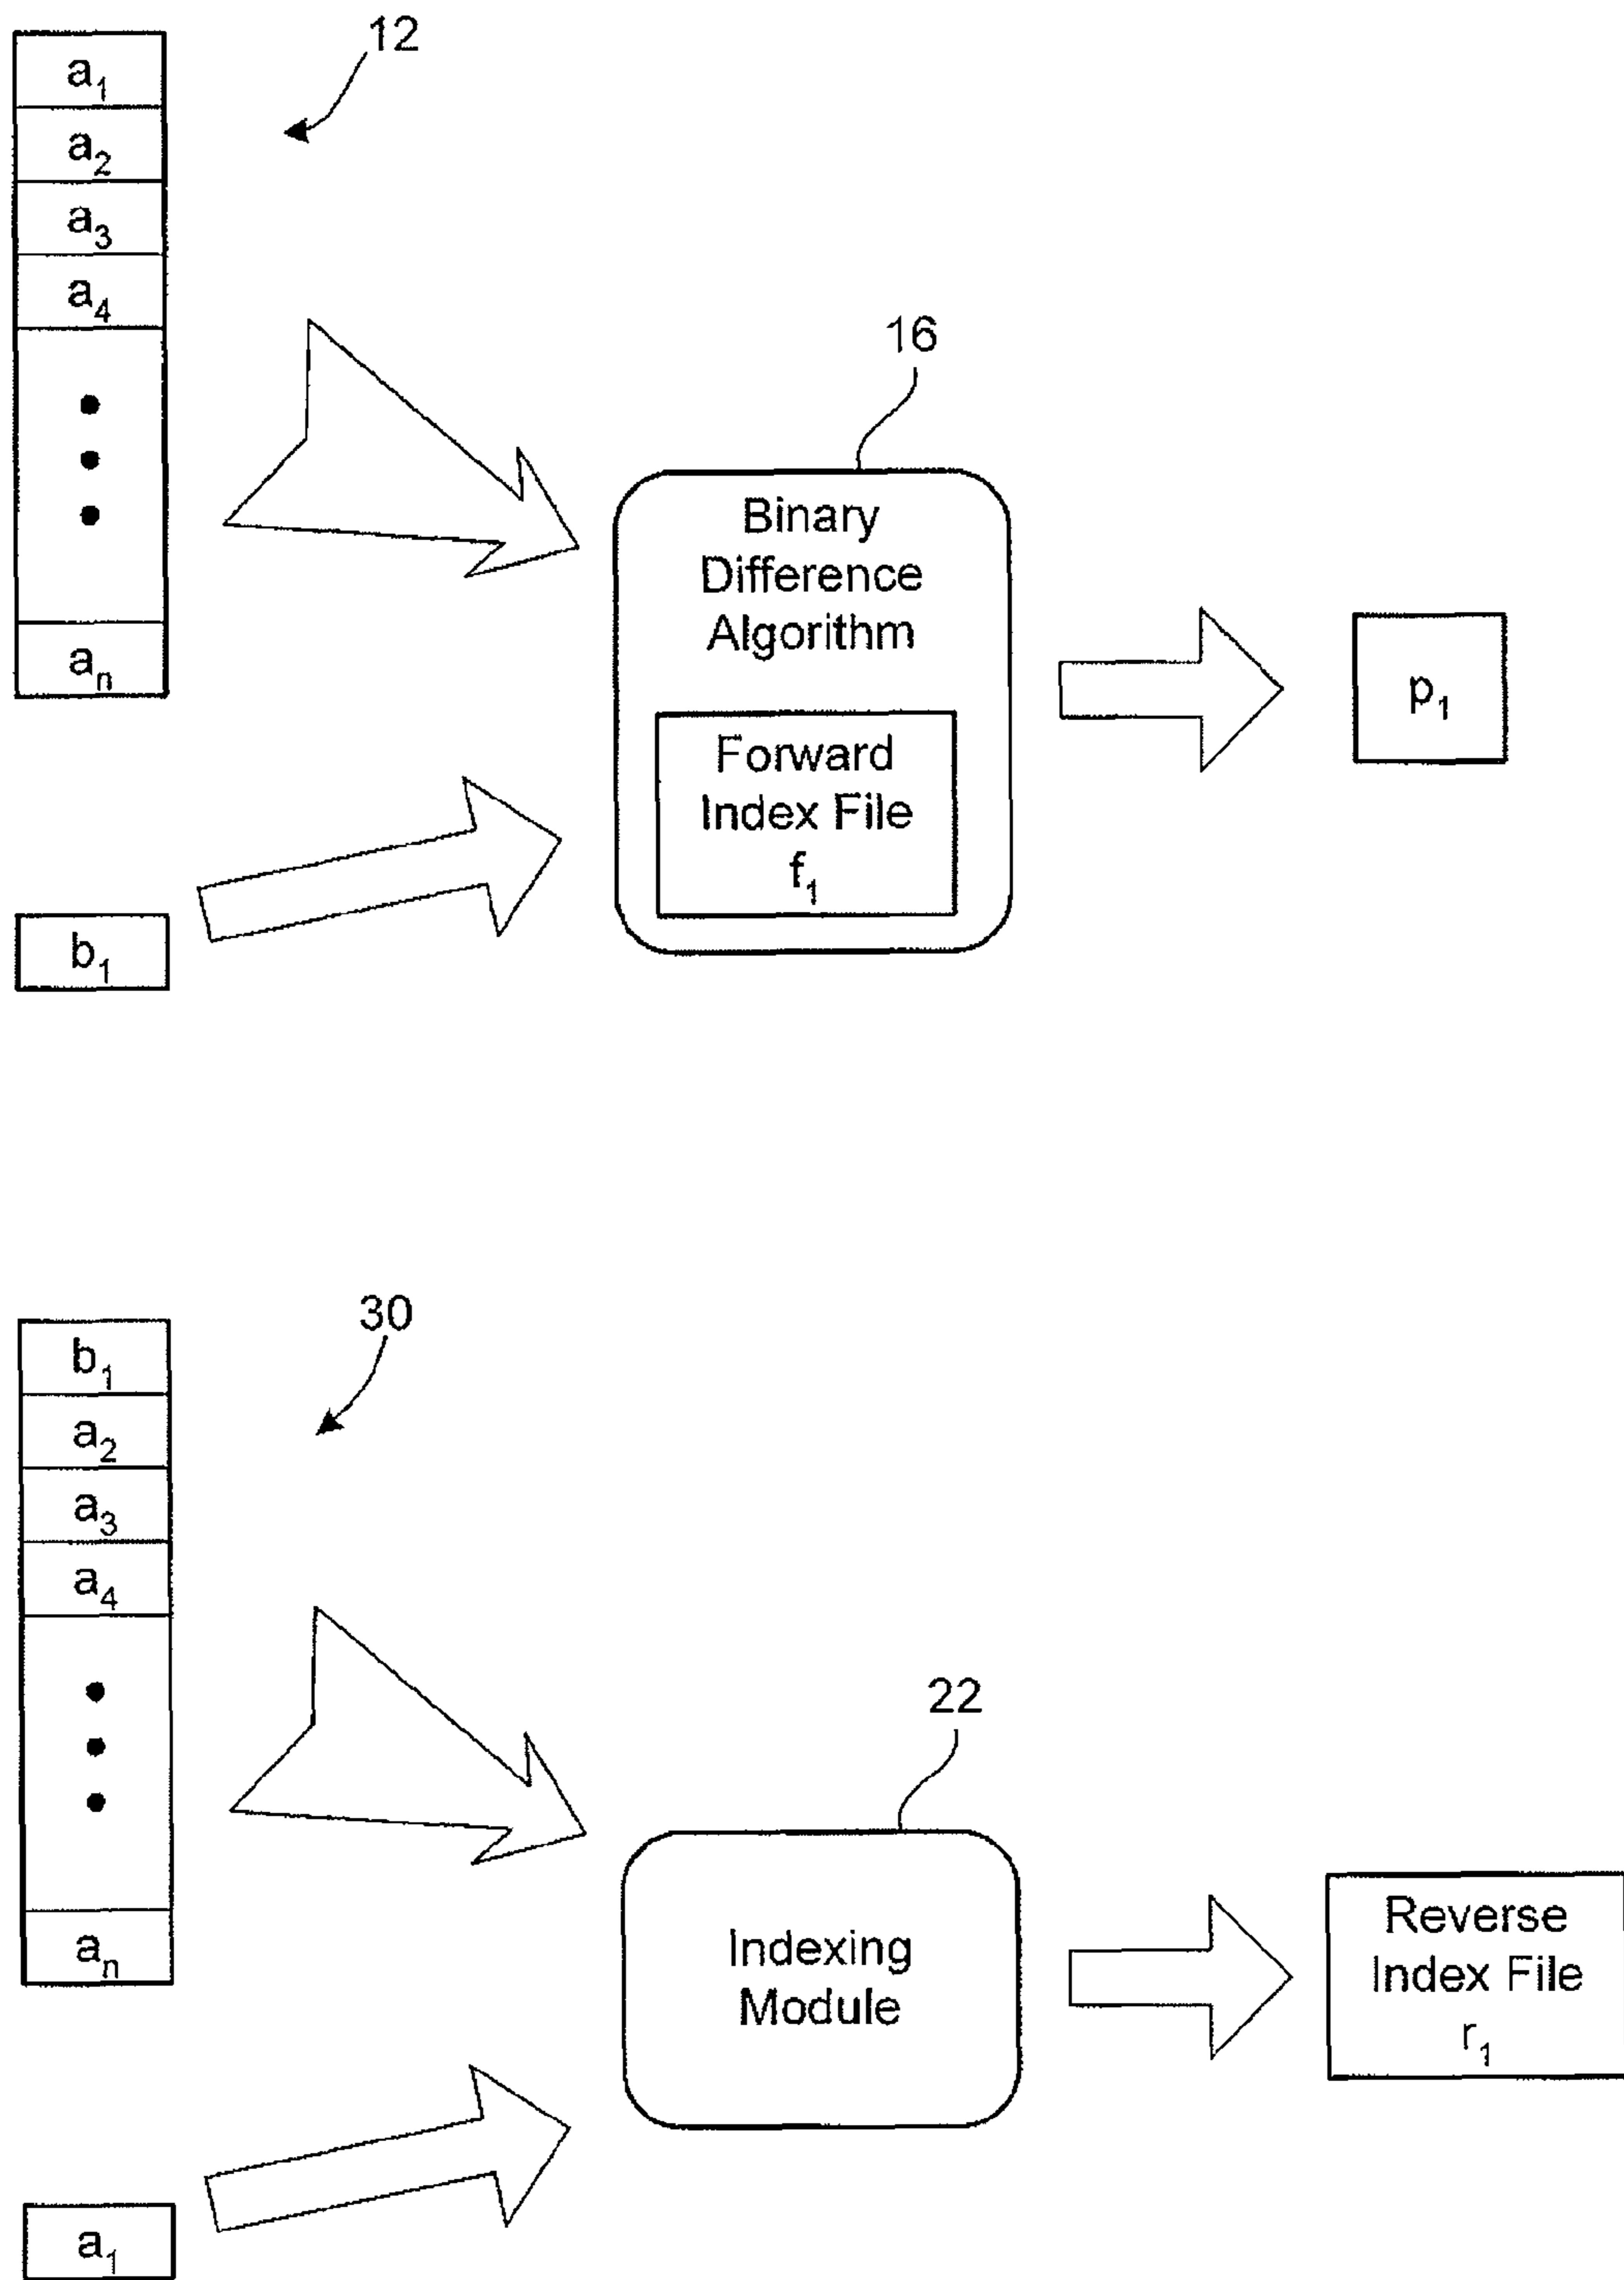 12
a₁
a₂
a₃
a₄
aₙ
16
Binary
Difference
Algorithm
Forward
Index File
f₁
p₁
b₁
30
b₁
a₂
a₃
a₄
aₙ
22
Indexing
Module
Reverse
Index File
r₁
a₁